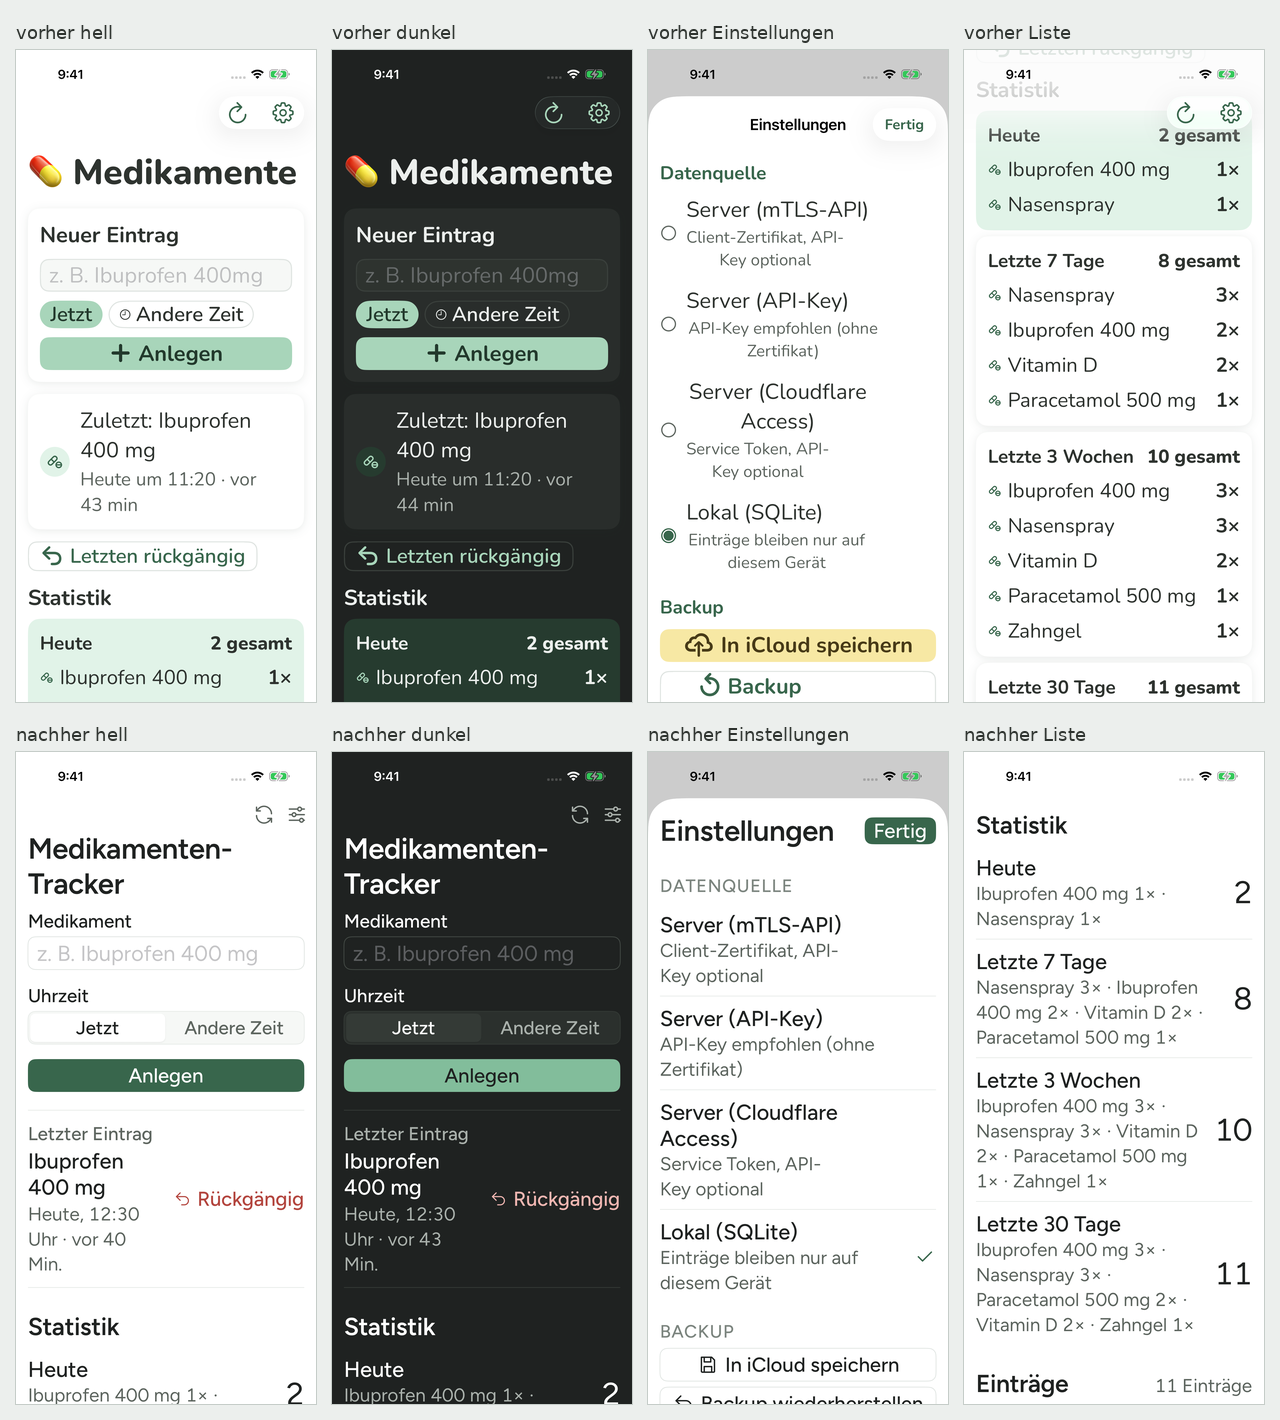 vorher hell
9:41
Medikamente
Neuer Eintrag
z. B. Ibuprofen 400mg
Jetzt
Andere Zeit
+ Anlegen
Zuletzt: Ibuprofen
400 mg
Heute um 11:20 · vor
43 min
Letzten rückgängig
Statistik
Heute 2 gesamt
Ibuprofen 400 mg 1×
vorher dunkel
9:41
Medikamente
Neuer Eintrag
z. B. Ibuprofen 400mg
Jetzt
Andere Zeit
+ Anlegen
Zuletzt: Ibuprofen
400 mg
Heute um 11:20 · vor
44 min
Letzten rückgängig
Statistik
Heute 2 gesamt
Ibuprofen 400 mg 1×
vorher Einstellungen
9:41
Einstellungen
Fertig
Datenquelle
Server (mTLS-API)
Client-Zertifikat, API-
Key optional
Server (API-Key)
API-Key empfohlen (ohne
Zertifikat)
Server (Cloudflare
Access)
Service Token, API-
Key optional
Lokal (SQLite)
Einträge bleiben nur auf
diesem Gerät
Backup
In iCloud speichern
Backup
vorher Liste
Letzten rückgängig
9:41
Statistik
Heute 2 gesamt
Ibuprofen 400 mg 1×
Nasenspray 1×
Letzte 7 Tage 8 gesamt
Nasenspray 3×
Ibuprofen 400 mg 2×
Vitamin D 2×
Paracetamol 500 mg 1×
Letzte 3 Wochen 10 gesamt
Ibuprofen 400 mg 3×
Nasenspray 3×
Vitamin D 2×
Paracetamol 500 mg 1×
Zahngel 1×
Letzte 30 Tage 11 gesamt
nachher hell
9:41
Medikamenten-
Tracker
Medikament
z. B. Ibuprofen 400 mg
Uhrzeit
Jetzt
Andere Zeit
Anlegen
Letzter Eintrag
Ibuprofen
400 mg
Heute, 12:30
Uhr · vor 40
Min.
Rückgängig
Statistik
Heute
Ibuprofen 400 mg 1× ·
2
nachher dunkel
9:41
Medikamenten-
Tracker
Medikament
z. B. Ibuprofen 400 mg
Uhrzeit
Jetzt
Andere Zeit
Anlegen
Letzter Eintrag
Ibuprofen
400 mg
Heute, 12:30
Uhr · vor 43
Min.
Rückgängig
Statistik
Heute
Ibuprofen 400 mg 1× ·
2
nachher Einstellungen
9:41
Einstellungen
Fertig
DATENQUELLE
Server (mTLS-API)
Client-Zertifikat, API-
Key optional
Server (API-Key)
API-Key empfohlen (ohne
Zertifikat)
Server (Cloudflare
Access)
Service Token, API-
Key optional
Lokal (SQLite)
Einträge bleiben nur auf
diesem Gerät
BACKUP
In iCloud speichern
Backup wiederherstellen
nachher Liste
9:41
Statistik
Heute
Ibuprofen 400 mg 1× ·
Nasenspray 1×
2
Letzte 7 Tage
Nasenspray 3× · Ibuprofen
400 mg 2× · Vitamin D 2× ·
Paracetamol 500 mg 1×
8
Letzte 3 Wochen
Ibuprofen 400 mg 3× ·
Nasenspray 3× · Vitamin D
2× · Paracetamol 500 mg
1× · Zahngel 1×
10
Letzte 30 Tage
Ibuprofen 400 mg 3× ·
Nasenspray 3× ·
Paracetamol 500 mg 2× ·
Vitamin D 2× · Zahngel 1×
11
Einträge 11 Einträge